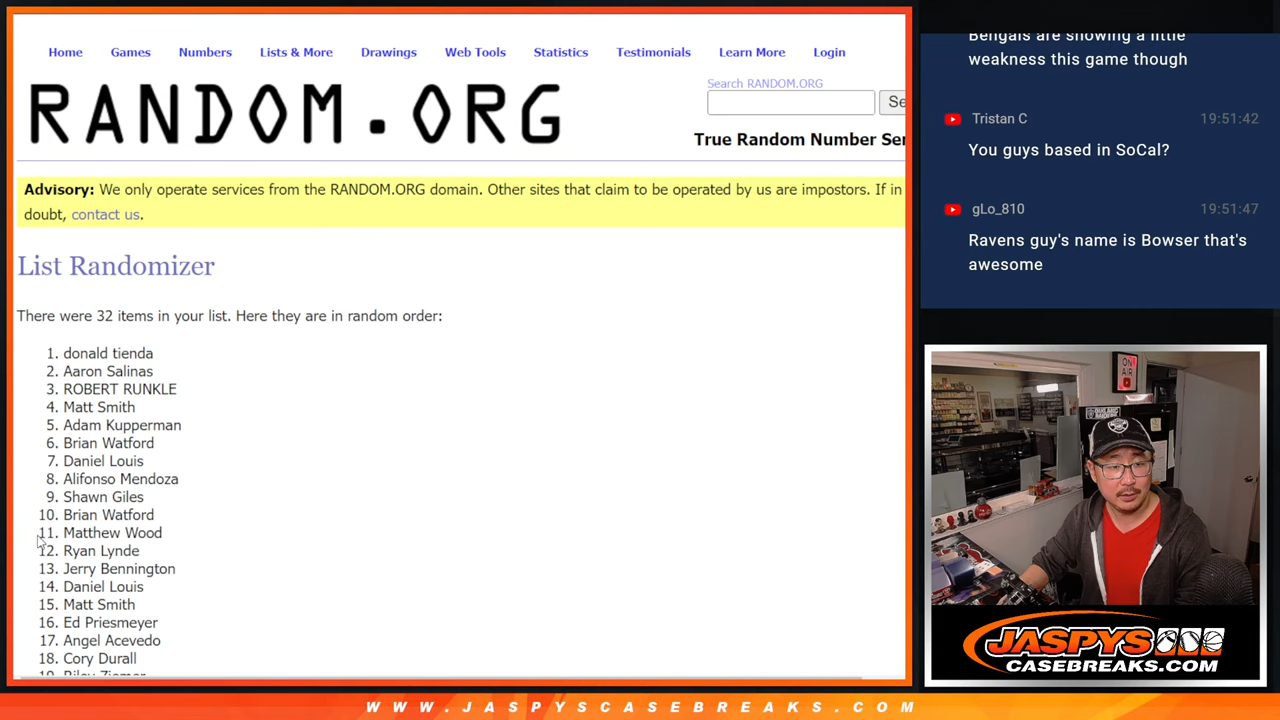 Home Games Numbers Lists & More Drawings Web Tools Statistics Testimonials Learn More Login
RANDOM.ORG
Search RANDOM.ORG
Se
True Random Number Ser
Advisory: We only operate services from the RANDOM.ORG domain. Other sites that claim to be operated by us are impostors. If in
doubt, contact us.
List Randomizer
There were 32 items in your list. Here they are in random order:
1. donald tienda
2. Aaron Salinas
3. ROBERT RUNKLE
4. Matt Smith
5. Adam Kupperman
6. Brian Watford
7. Daniel Louis
8. Alifonso Mendoza
9. Shawn Giles
10. Brian Watford
11. Matthew Wood
12. Ryan Lynde
13. Jerry Bennington
14. Daniel Louis
15. Matt Smith
16. Ed Priesmeyer
17. Angel Acevedo
18. Cory Durall
Bengals are showing a little
weakness this game though
Tristan C 19:51:42
You guys based in SoCal?
gLo_810 19:51:47
Ravens guy's name is Bowser that's
awesome
ON
AIR
JASPYS
CASEBREAKS.COM
WWW.JASPYSCASEBREAKS.COM